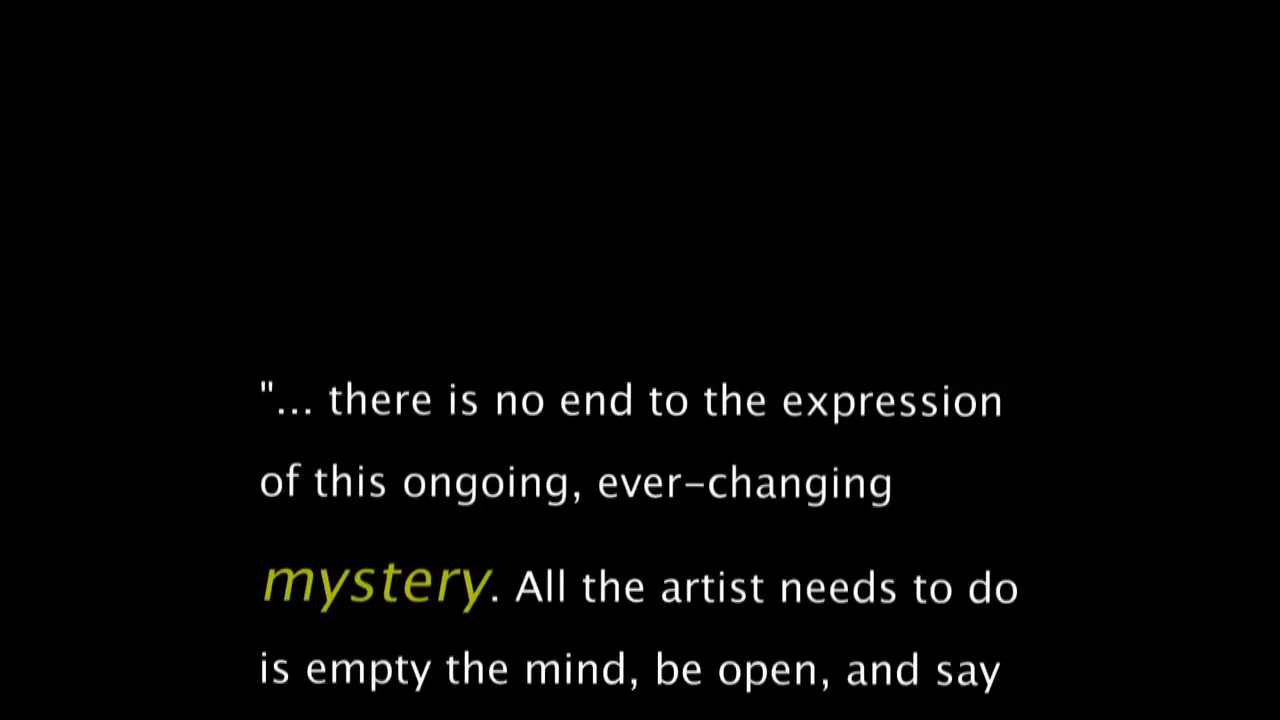 "... there is no end to the expression
of this ongoing, ever-changing
mystery. All the artist needs to do
is empty the mind, be open, and say